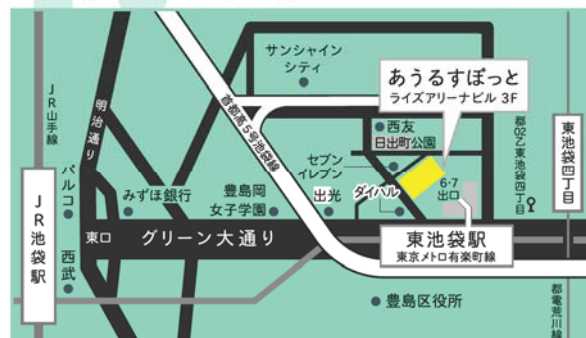 サンシャイン
シティ
あうるすぽっと
ライズアリーナビル 3F
JR山手線
明治通り
首都高5号池袋線
西友
日出町公園
都02乙東池袋四丁目
東池袋四丁目
セブン
イレブン
パルコ
みずほ銀行
豊島岡
女子学園
出光
ダイハル
6・7
出口
JR池袋駅
東口
グリーン大通り
東池袋駅
東京メトロ有楽町線
西武
豊島区役所
都電荒川線